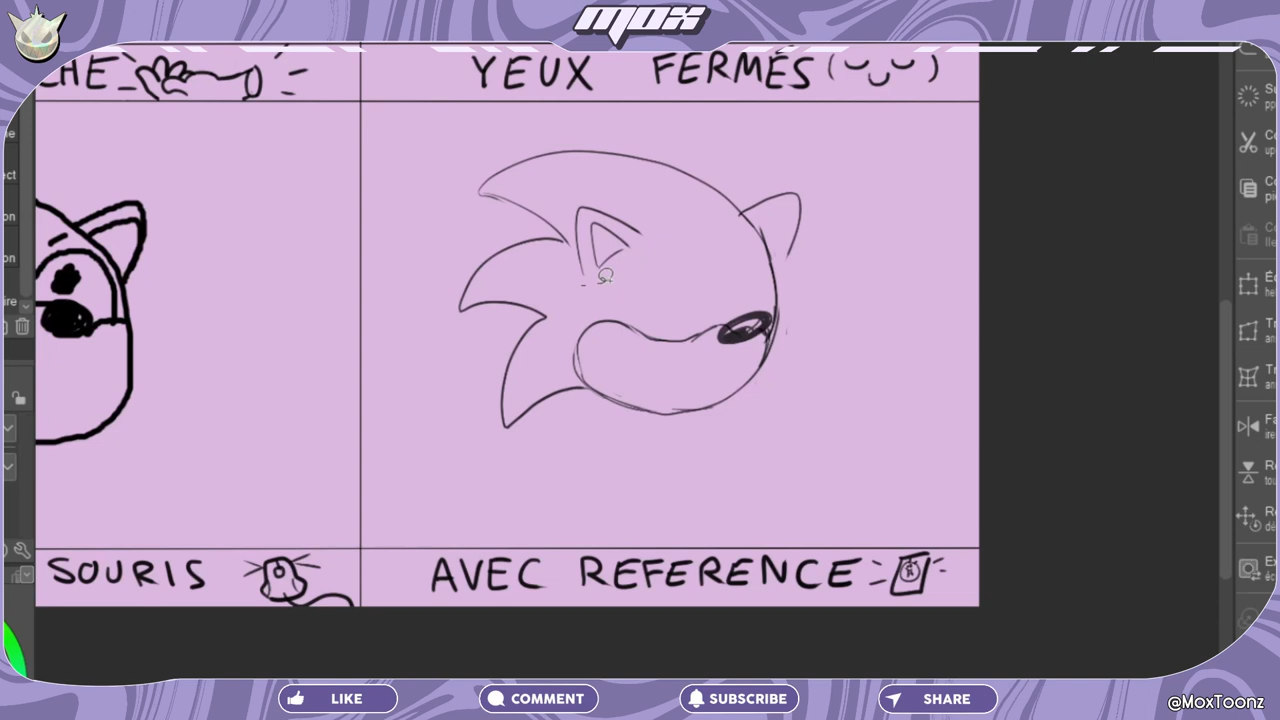 MOX
CHE
YEUX FERMÉS
SOURIS
AVEC REFERENCE
LIKE
COMMENT
SUBSCRIBE
SHARE
@MoxToonz